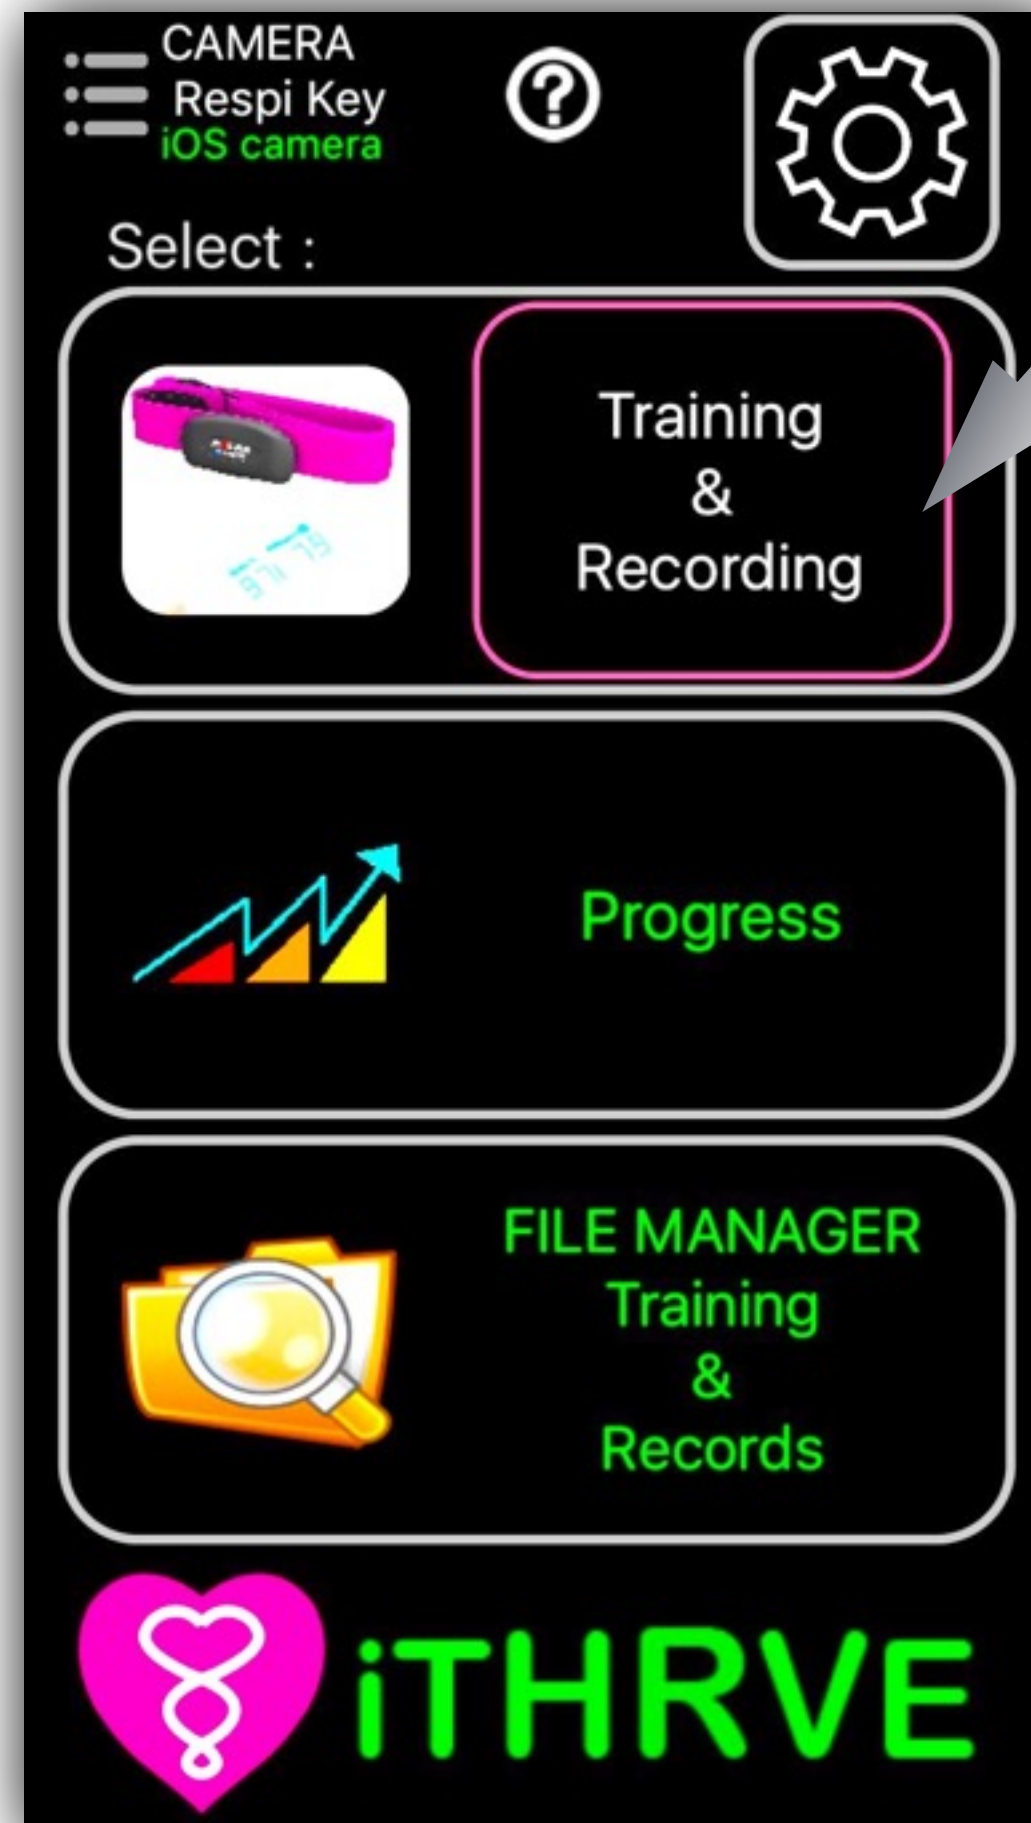 CAMERA
Respi Key
iOS camera
Select :
Training
&
Recording
Progress
FILE MANAGER
Training
&
Records
iTHRVE